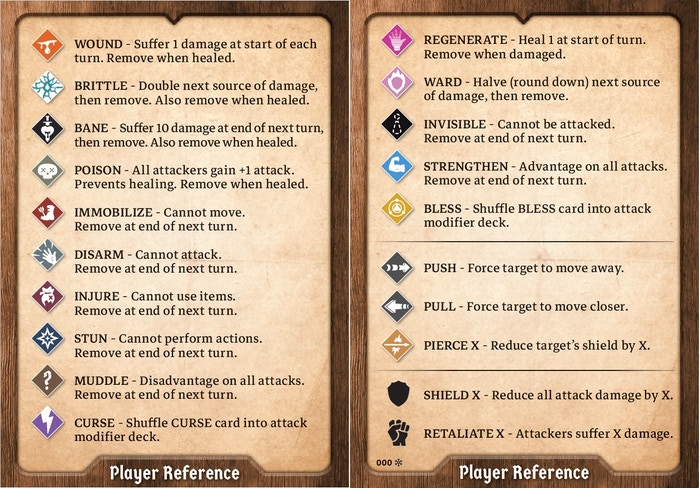 WOUND - Suffer 1 damage at start of each
turn. Remove when healed.
BRITTLE - Double next source of damage,
then remove. Also remove when healed.
BANE - Suffer 10 damage at end of next turn,
then remove. Also remove when healed.
POISON - All attackers gain +1 attack.
Prevents healing. Remove when healed.
IMMOBILIZE - Cannot move.
Remove at end of next turn.
DISARM - Cannot attack.
Remove at end of next turn.
INJURE - Cannot use items.
Remove at end of next turn.
STUN - Cannot perform actions.
Remove at end of next turn.
MUDDLE - Disadvantage on all attacks.
Remove at end of next turn.
CURSE - Shuffle CURSE card into attack
modifier deck.
Player Reference
REGENERATE - Heal 1 at start of turn.
Remove when damaged.
WARD - Halve (round down) next source
of damage, then remove.
INVISIBLE - Cannot be attacked.
Remove at end of next turn.
STRENGTHEN - Advantage on all attacks.
Remove at end of next turn.
BLESS - Shuffle BLESS card into attack
modifier deck.
PUSH - Force target to move away.
PULL - Force target to move closer.
PIERCE X - Reduce target's shield by X.
SHIELD X - Reduce all attack damage by X.
RETALIATE X - Attackers suffer X damage.
000
Player Reference